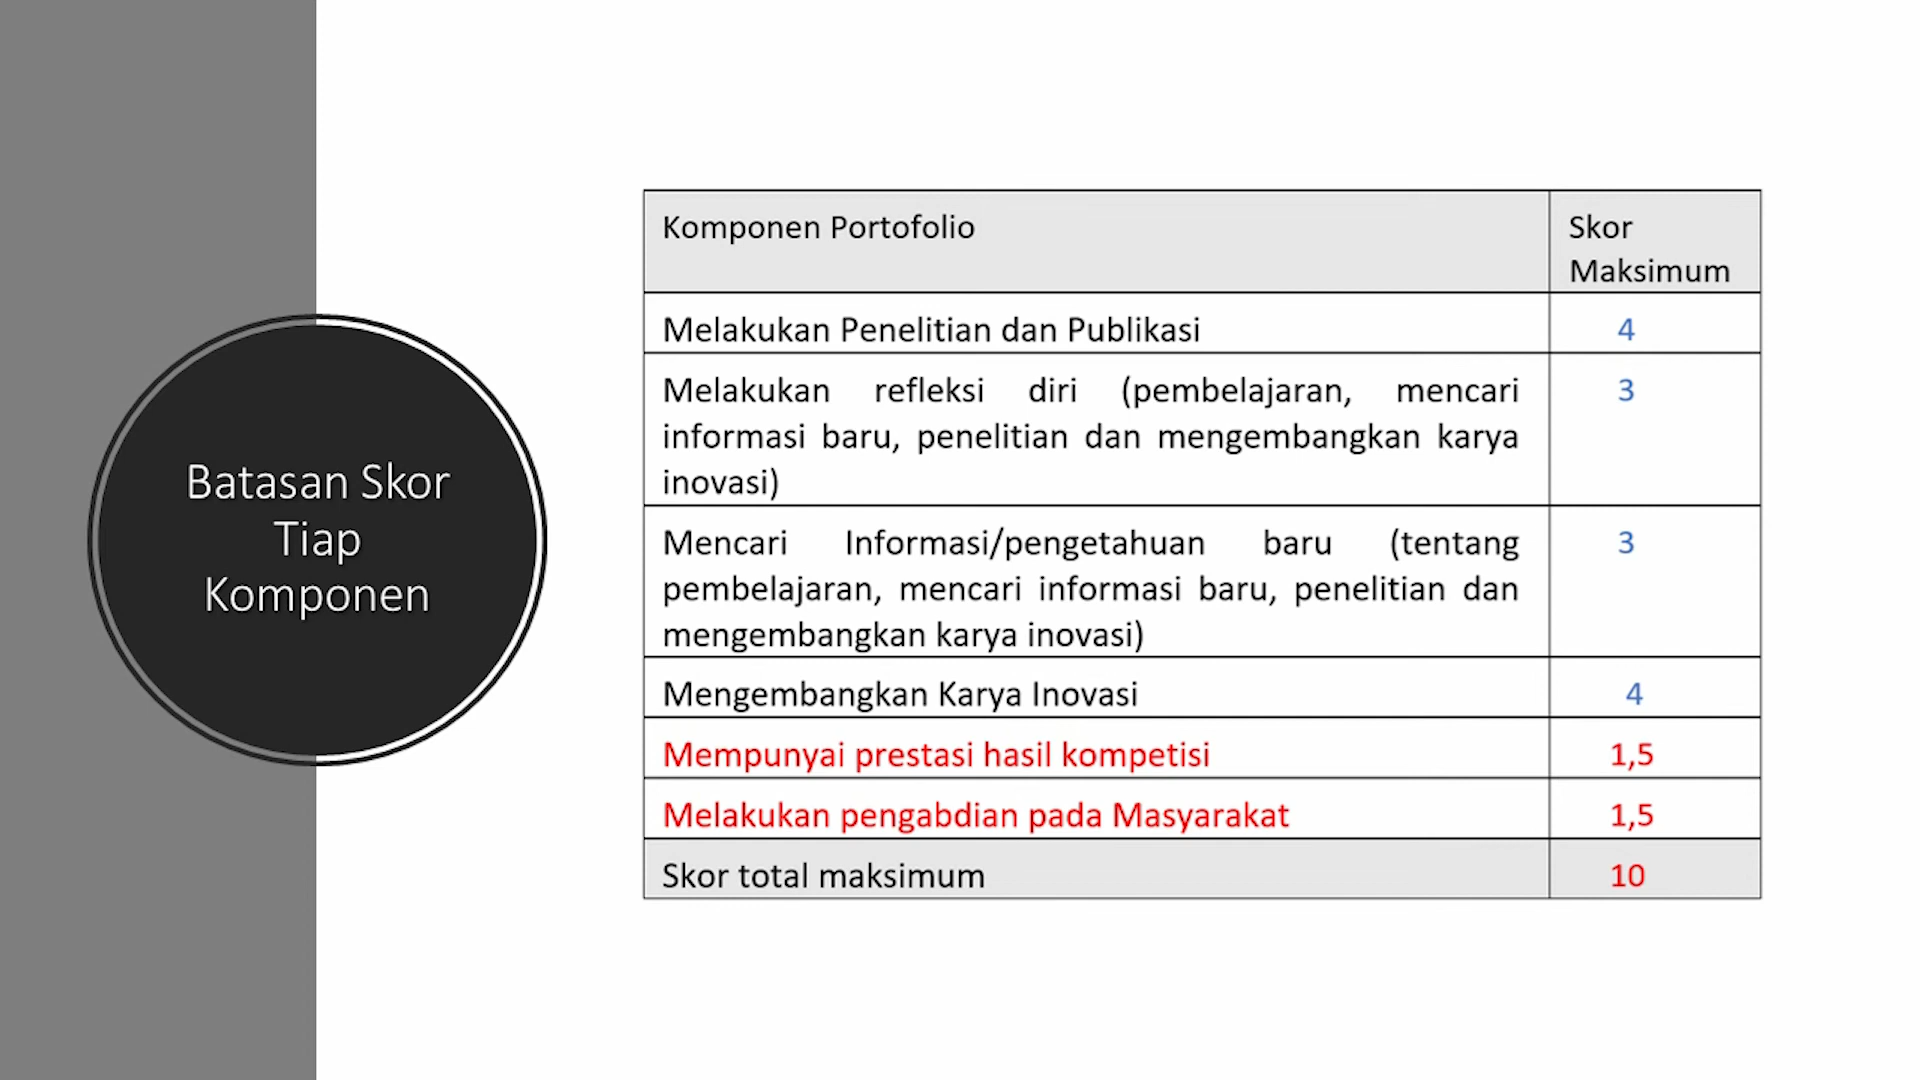 Batasan Skor
Tiap
Komponen
Komponen Portofolio
Skor
Maksimum
Melakukan Penelitian dan Publikasi
4
Melakukan refleksi diri (pembelajaran, mencari
informasi baru, penelitian dan mengembangkan karya
inovasi)
3
Mencari Informasi/pengetahuan baru (tentang
pembelajaran, mencari informasi baru, penelitian dan
mengembangkan karya inovasi)
3
Mengembangkan Karya Inovasi
4
Mempunyai prestasi hasil kompetisi
1,5
Melakukan pengabdian pada Masyarakat
1,5
Skor total maksimum
10